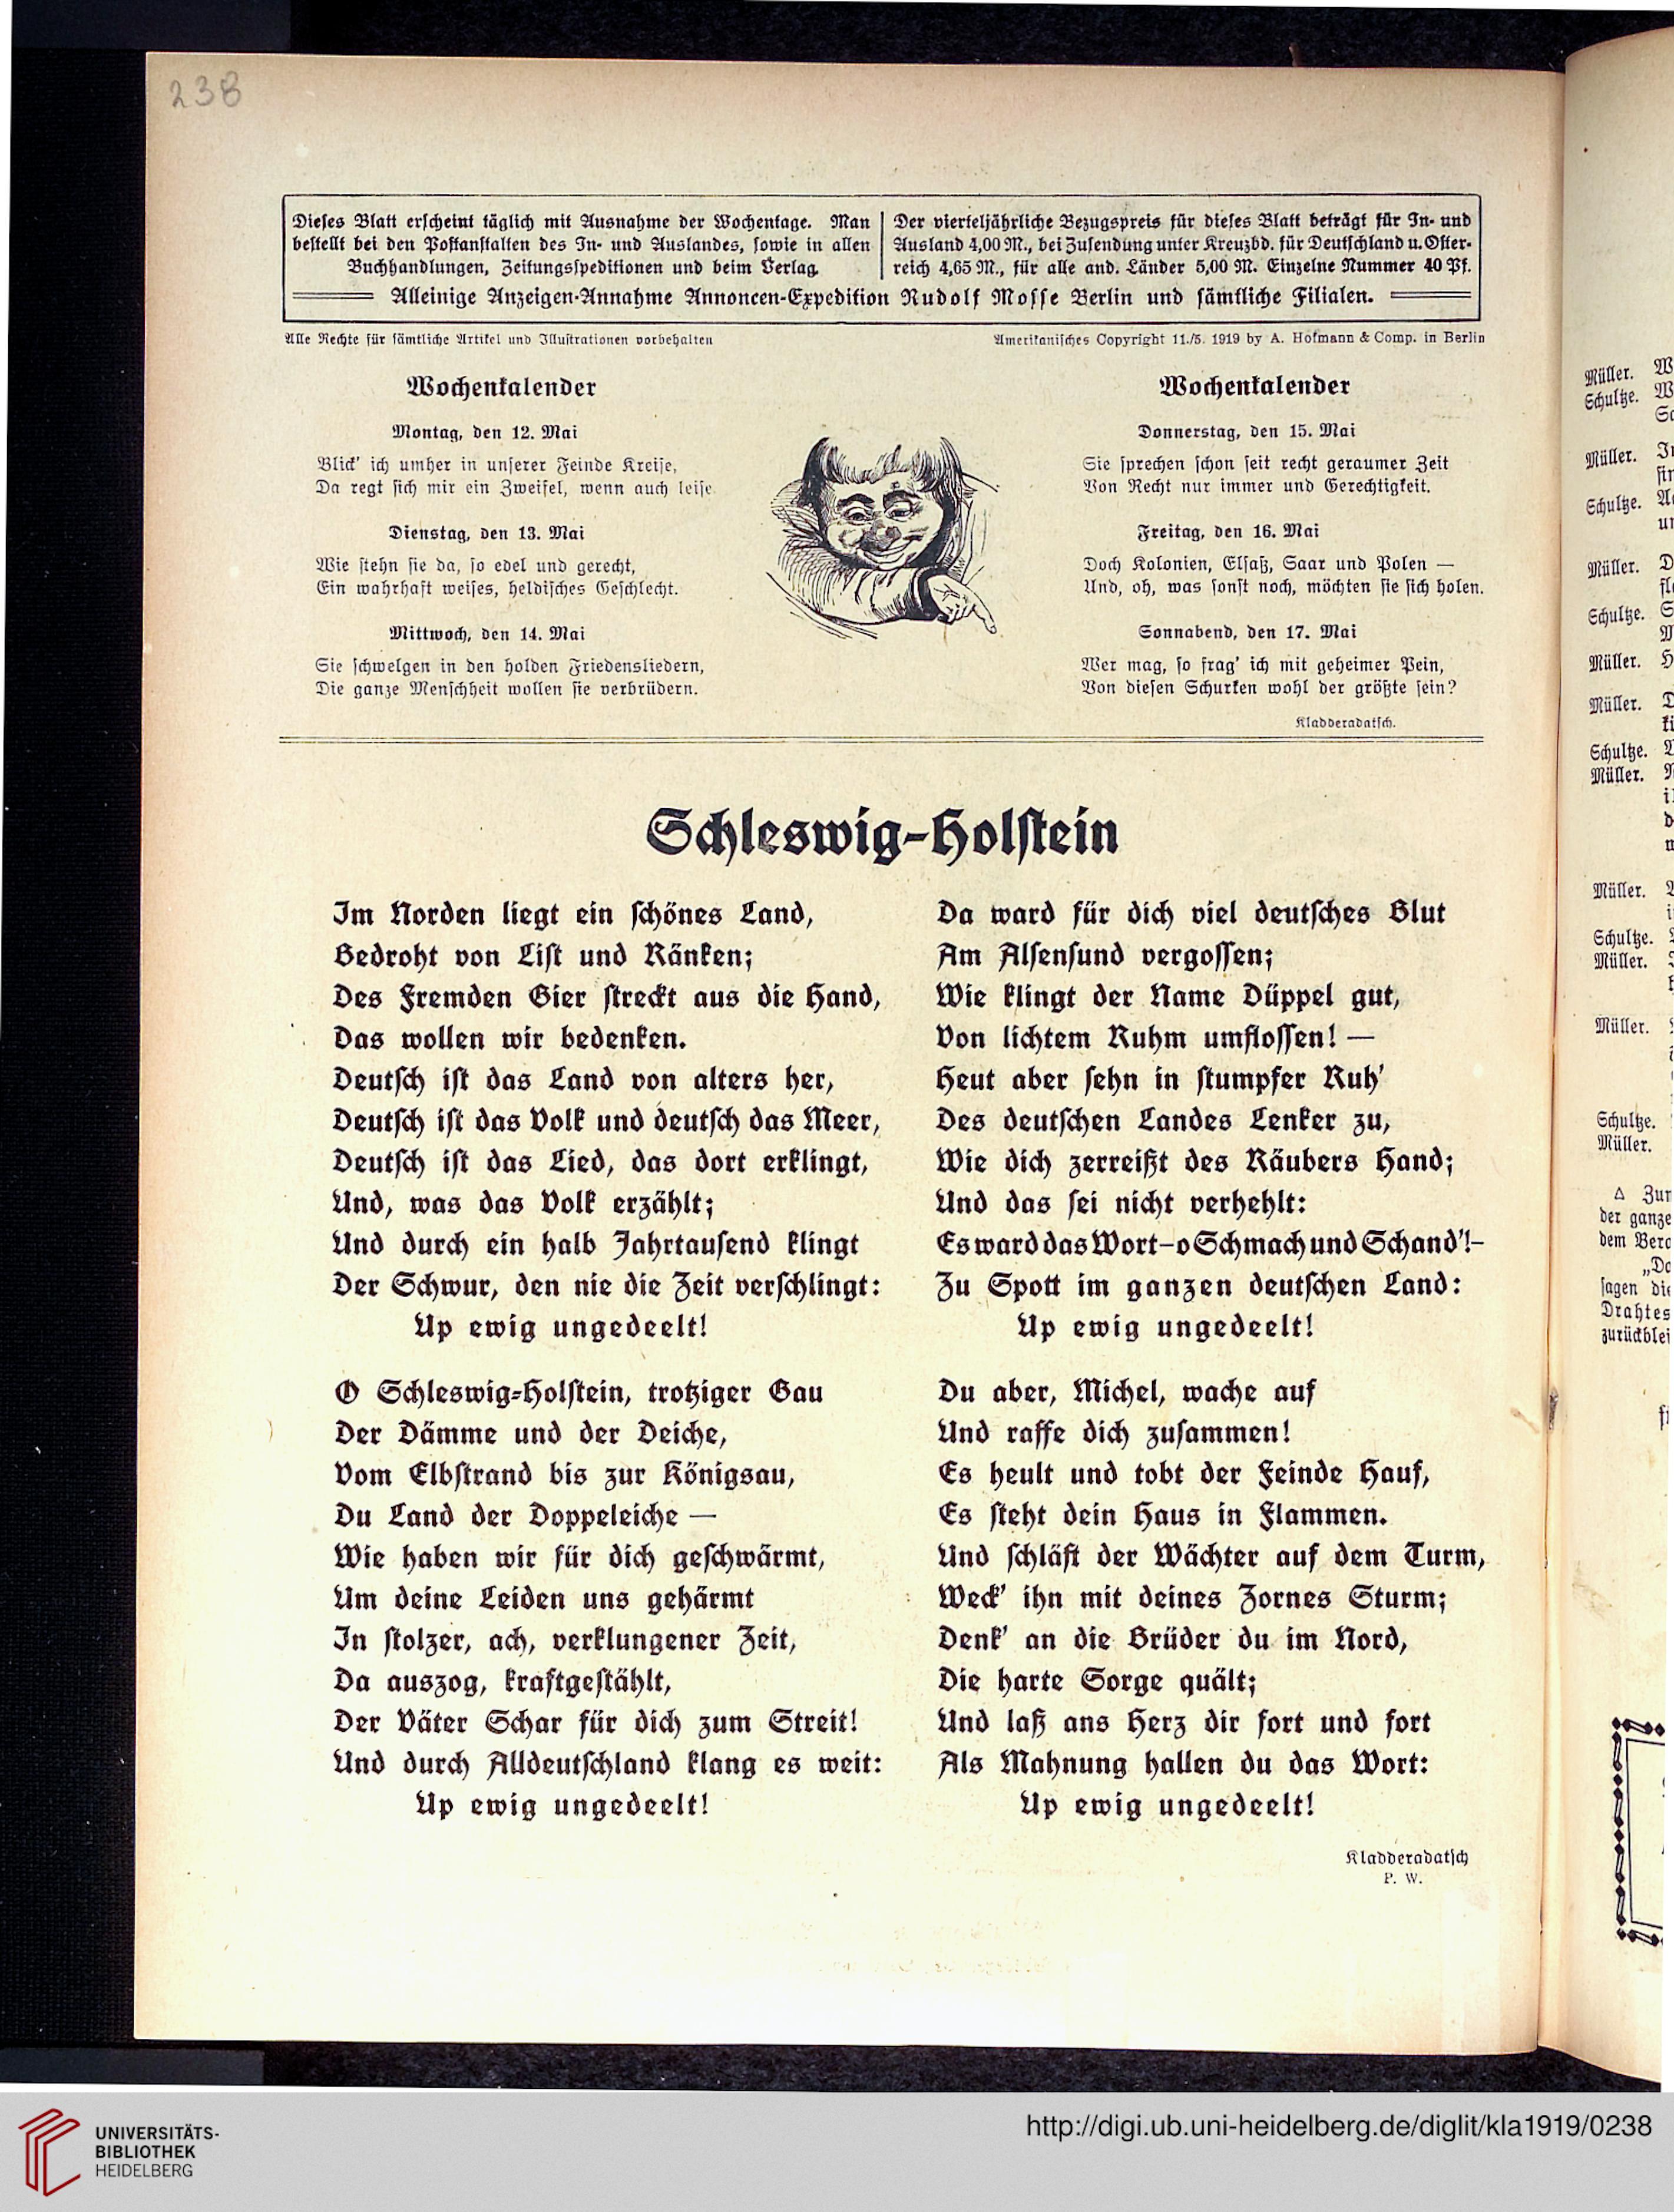 238
Dieses Blatt erscheint täglich mit Ausnahme der Wochentage. Man
bestellt bei den Postanstalten des In- und Auslandes, sowie in allen
Buchhandlungen, Zeitungsspeditionen und beim Verlag.
Der vierteljährliche Bezugspreis für dieses Blatt beträgt für In- und
Ausland 4,00 M., bei Zusendung unter Kreuzbd. für Deutschland u. Öster-
reich 4,65 M., für alle and. Länder 5,00 M. Einzelne Nummer 40 Pf.
Alleinige Anzeigen-Annahme Annoncen-Expedition Rudolf Mosse Berlin und sämtliche Filialen.
Alle Rechte für sämtliche Artikel und Illustrationen vorbehalten
Amerikanisches Copyright 11./5. 1919 by A. Hofmann & Comp. in Berlin
Wochenkalender
Montag, den 12. Mai
Blick' ich umher in unserer Feinde Kreise,
Da regt sich mir ein Zweifel, wenn auch leise
Dienstag, den 13. Mai
Wie stehn sie da, so edel und gerecht,
Ein wahrhaft weises, heldisches Geschlecht.
Mittwoch, den 14. Mai
Sie schwelgen in den holden Friedensliedern,
Die ganze Menschheit wollen sie verbrüdern.
Wochenkalender
Donnerstag, den 15. Mai
Sie sprechen schon seit recht geraumer Zeit
Von Recht nur immer und Gerechtigkeit.
Freitag, den 16. Mai
Doch Kolonien, Elsaß, Saar und Polen —
Und, oh, was sonst noch, möchten sie sich holen.
Sonnabend, den 17. Mai
Wer mag, so frag' ich mit geheimer Pein,
Von diesen Schurken wohl der größte sein?
Kladderadatsch.
Schleswig-Holstein
Im Norden liegt ein schönes Land,
Bedroht von List und Ränken;
Des Fremden Gier streckt aus die Hand,
Das wollen wir bedenken.
Deutsch ist das Land von alters her,
Deutsch ist das Volk und deutsch das Meer,
Deutsch ist das Lied, das dort erklingt,
Und, was das Volk erzählt;
Und durch ein halb Jahrtausend klingt
Der Schwur, den nie die Zeit verschlingt:
Up ewig ungedeelt!
O Schleswig-Holstein, trotziger Gau
Der Dämme und der Deiche,
Vom Elbstrand bis zur Königsau,
Du Land der Doppeleiche —
Wie haben wir für dich geschwärmt,
Um deine Leiden uns gehärmt
In stolzer, ach, verklungener Zeit,
Da auszog, kraftgestählt,
Der Väter Schar für dich zum Streit!
Und durch Alldeutschland klang es weit:
Up ewig ungedeelt!
Da ward für dich viel deutsches Blut
Am Alsensund vergossen;
Wie klingt der Name Düppel gut,
Von lichtem Ruhm umflossen! —
Heut aber sehn in stumpfer Ruh'
Des deutschen Landes Lenker zu,
Wie dich zerreißt des Räubers Hand;
Und das sei nicht verhehlt:
Es ward das Wort – o Schmach und Schand'! –
Zu Spott im ganzen deutschen Land:
Up ewig ungedeelt!
Du aber, Michel, wache auf
Und raffe dich zusammen!
Es heult und tobt der Feinde Hauf,
Es steht dein Haus in Flammen.
Und schläft der Wächter auf dem Turm,
Weck' ihn mit deines Zornes Sturm;
Denk' an die Brüder du im Nord,
Die harte Sorge quält;
Und laß ans Herz dir fort und fort
Als Mahnung hallen du das Wort:
Up ewig ungedeelt!
Kladderadatsch
P. W.
Müller.
Schultze.
Müller.
Schultze.
Müller.
Schultze.
Müller.
Müller.
Schultze.
Müller.
Müller.
Schultze.
Müller.
Müller.
Schultze.
Müller.
der ganze
dem
sagen
Drahtes
UNIVERSITÄTS-
BIBLIOTHEK
HEIDELBERG
http://digi.ub.uni-heidelberg.de/diglit/kla1919/0238